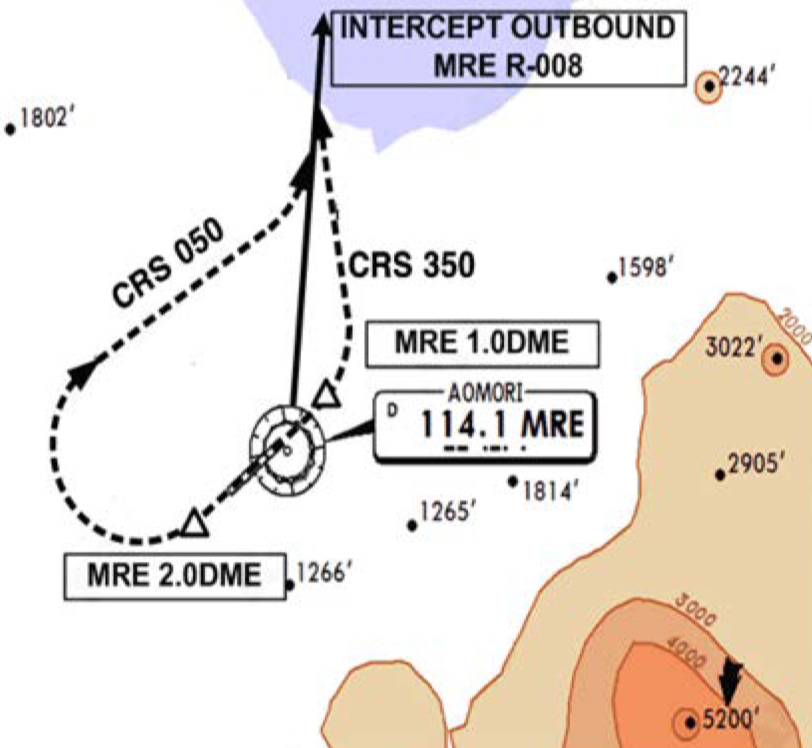 INTERCEPT OUTBOUND
MRE R-008
2244'
1802'
CRS 050
CRS 350
1598'
2000
MRE 1.0DME
3022'
AOMORI
D 114.1 MRE
2905'
1814'
1265'
MRE 2.0DME
1266'
3000
4000
5200'